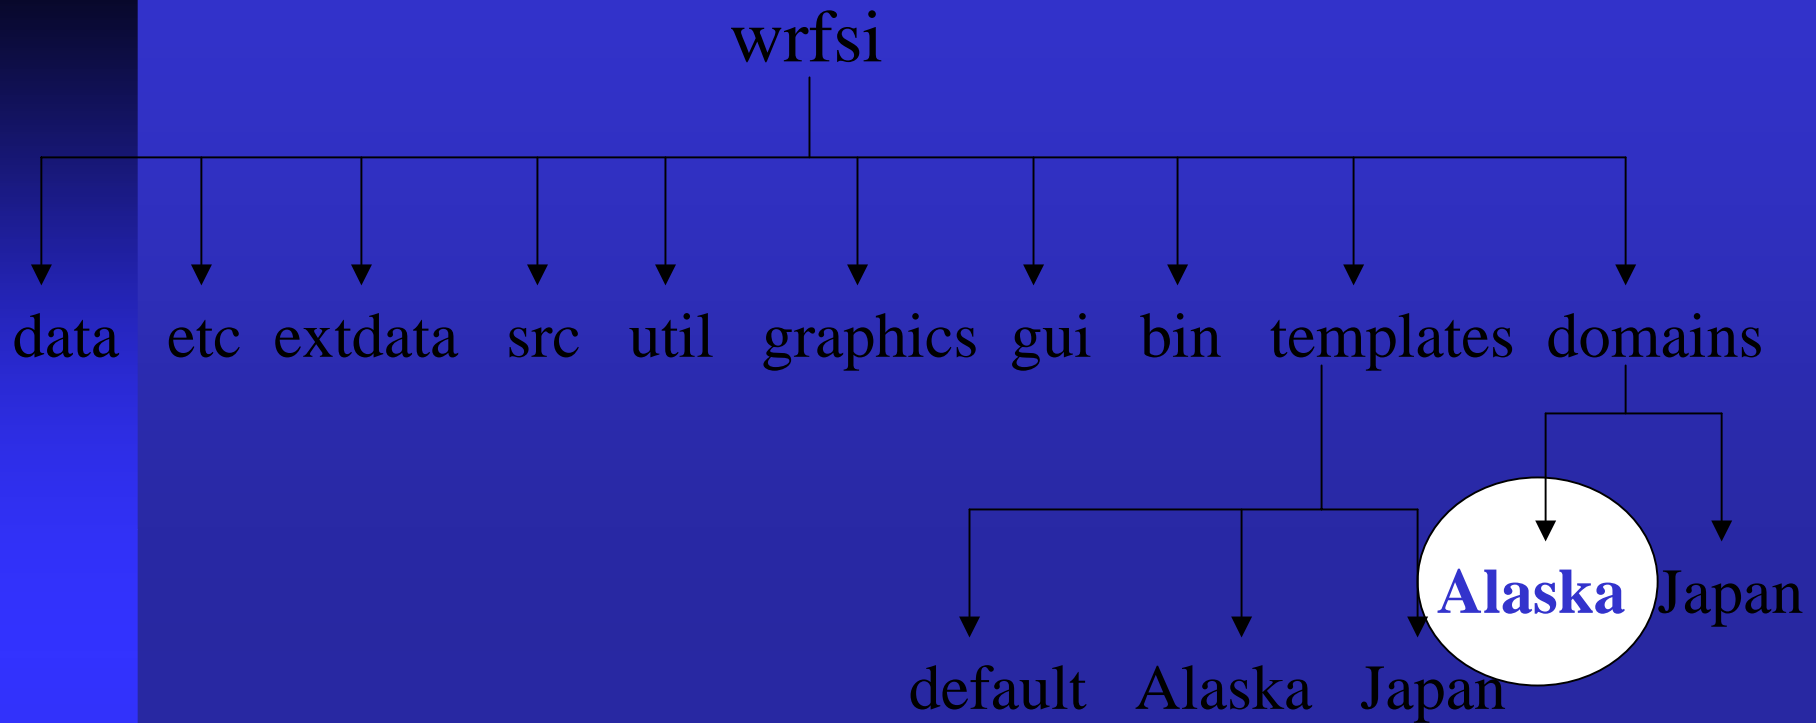 wrfsi
data etc extdata src util graphics gui bin templates domains
Alaska Japan
default Alaska Japan